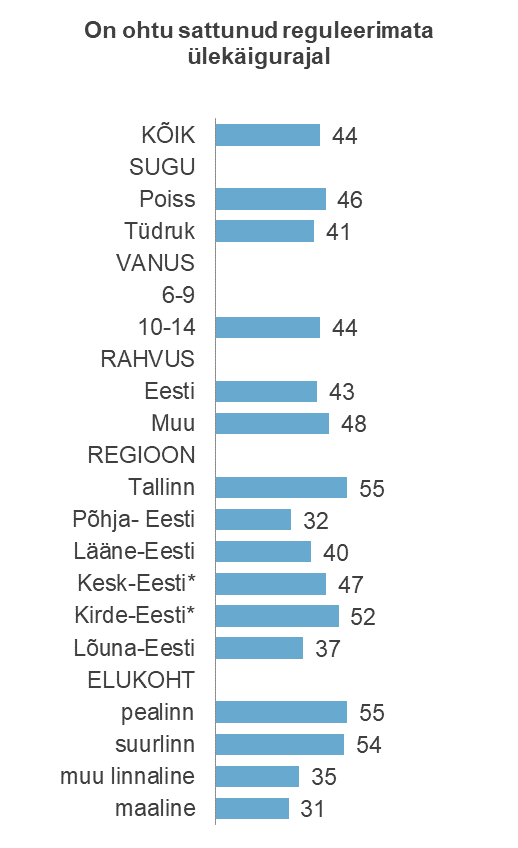 On ohtu sattunud reguleerimata
ülekäigurajal
KÕIK 44
SUGU
Poiss 46
Tüdruk 41
VANUS
6-9
10-14 44
RAHVUS
Eesti 43
Muu 48
REGIOON
Tallinn 55
Põhja- Eesti 32
Lääne-Eesti 40
Kesk-Eesti* 47
Kirde-Eesti* 52
Lõuna-Eesti 37
ELUKOHT
pealinn 55
suurlinn 54
muu linnaline 35
maaline 31